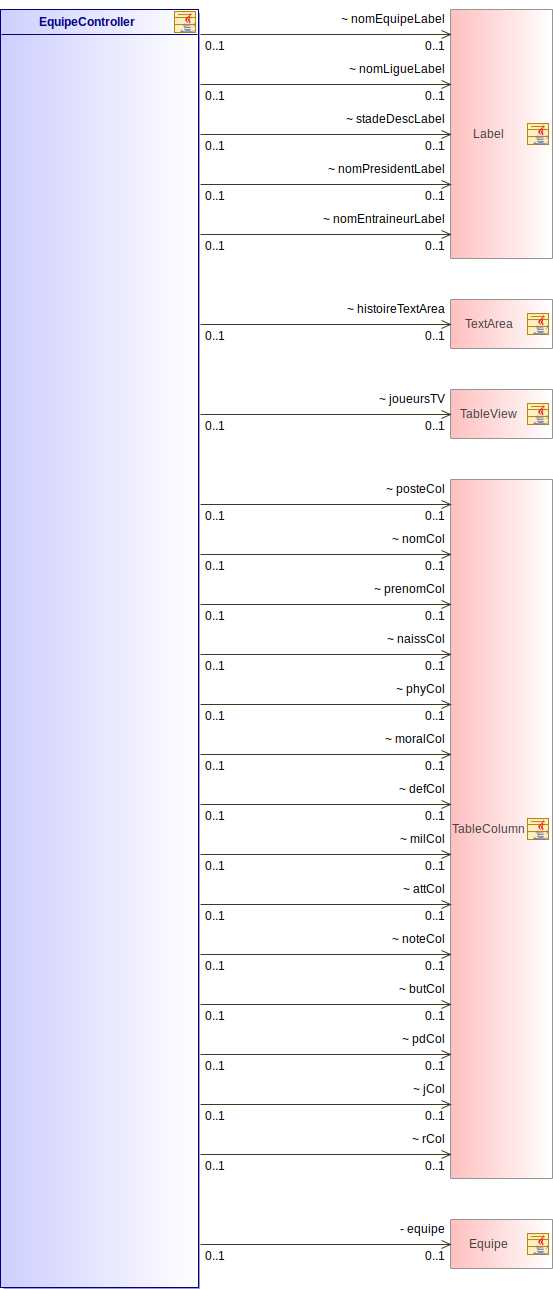 EquipeController
~ nomEquipeLabel
0..1 0..1
~ nomLigueLabel
0..1 0..1
~ stadeDescLabel
0..1 0..1
Label
~ nomPresidentLabel
0..1 0..1
~ nomEntraineurLabel
0..1 0..1
~ histoireTextArea
0..1 0..1
TextArea
~ joueursTV
0..1 0..1
TableView
~ posteCol
0..1 0..1
~ nomCol
0..1 0..1
~ prenomCol
0..1 0..1
~ naissCol
0..1 0..1
~ phyCol
0..1 0..1
~ moralCol
0..1 0..1
~ defCol
0..1 0..1
TableColumn
~ milCol
0..1 0..1
~ attCol
0..1 0..1
~ noteCol
0..1 0..1
~ butCol
0..1 0..1
~ pdCol
0..1 0..1
~ jCol
0..1 0..1
~ rCol
0..1 0..1
- equipe
0..1 0..1
Equipe